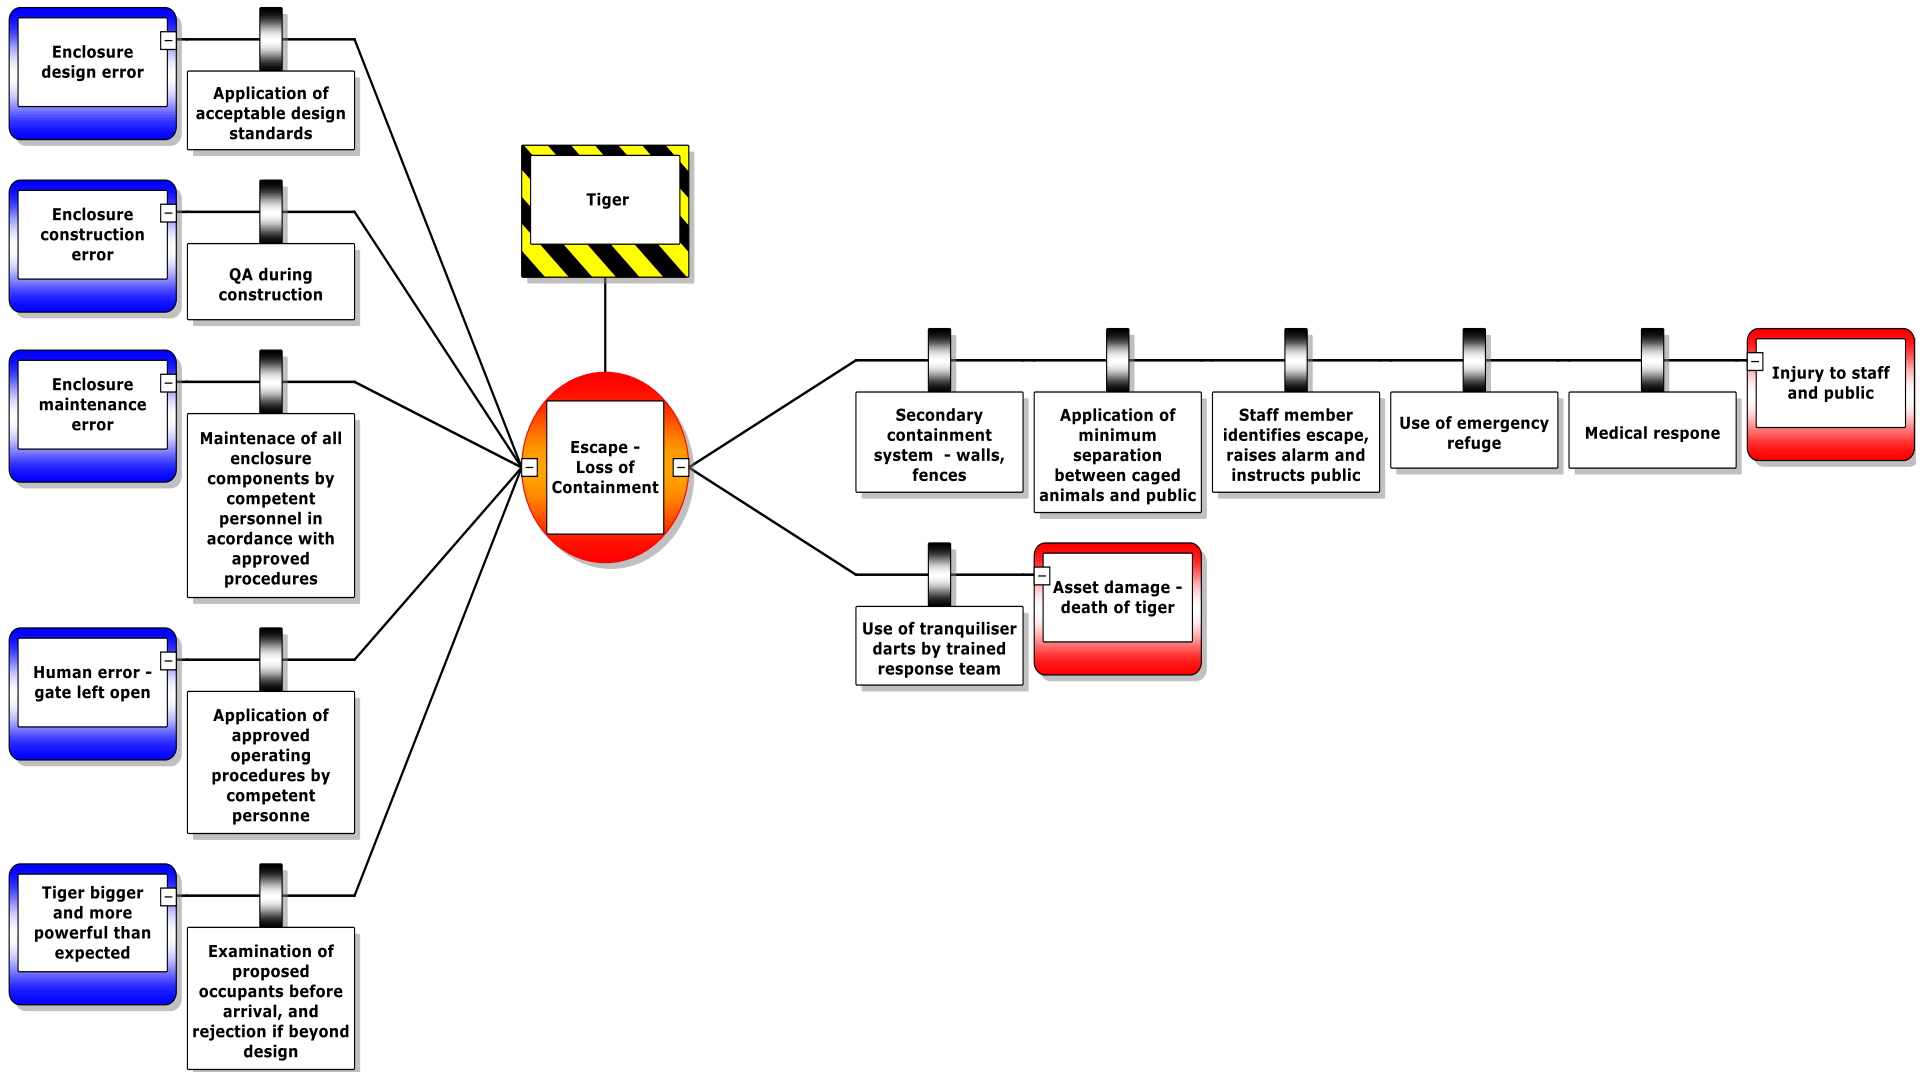 Enclosure
design error
Application of
acceptable design
standards
Enclosure
construction
error
QA during
construction
Enclosure
maintenance
error
Maintenace of all
enclosure
components by
competent
personnel in
acordance with
approved
procedures
Human error -
gate left open
Application of
approved
operating
procedures by
competent
personne
Tiger bigger
and more
powerful than
expected
Examination of
proposed
occupants before
arrival, and
rejection if beyond
design
Tiger
Escape -
Loss of
Containment
Secondary
containment
system - walls,
fences
Application of
minimum
separation
between caged
animals and public
Staff member
identifies escape,
raises alarm and
instructs public
Use of emergency
refuge
Medical respone
Injury to staff
and public
Use of tranquiliser
darts by trained
response team
Asset damage -
death of tiger